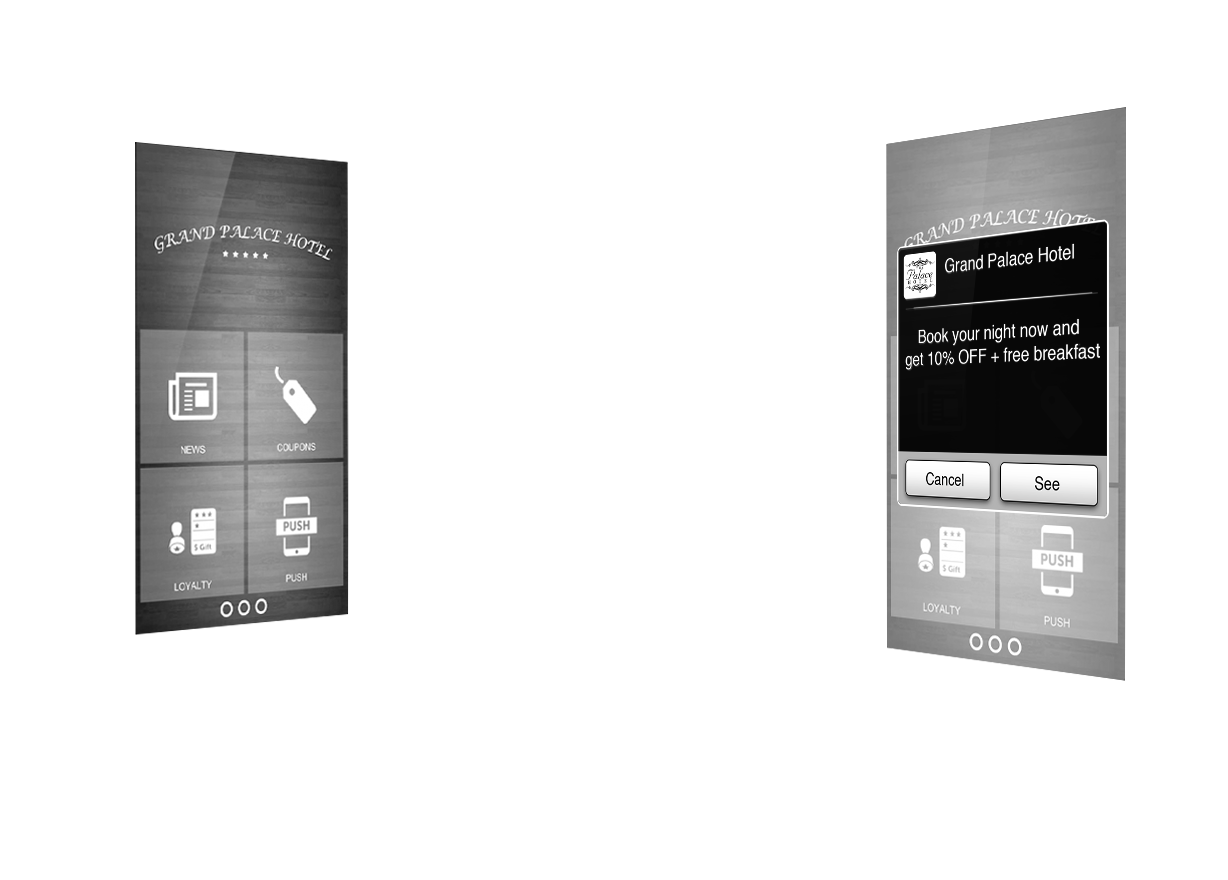 GRAND PALACE HOTEL
NEWS
COUPONS
$ Gift
PUSH
LOYALTY
PUSH
GRAND PALACE HOTEL
Palace
HOTEL
Grand Palace Hotel
Book your night now and
get 10% OFF + free breakfast
Cancel
See
$ Gift
PUSH
LOYALTY
PUSH